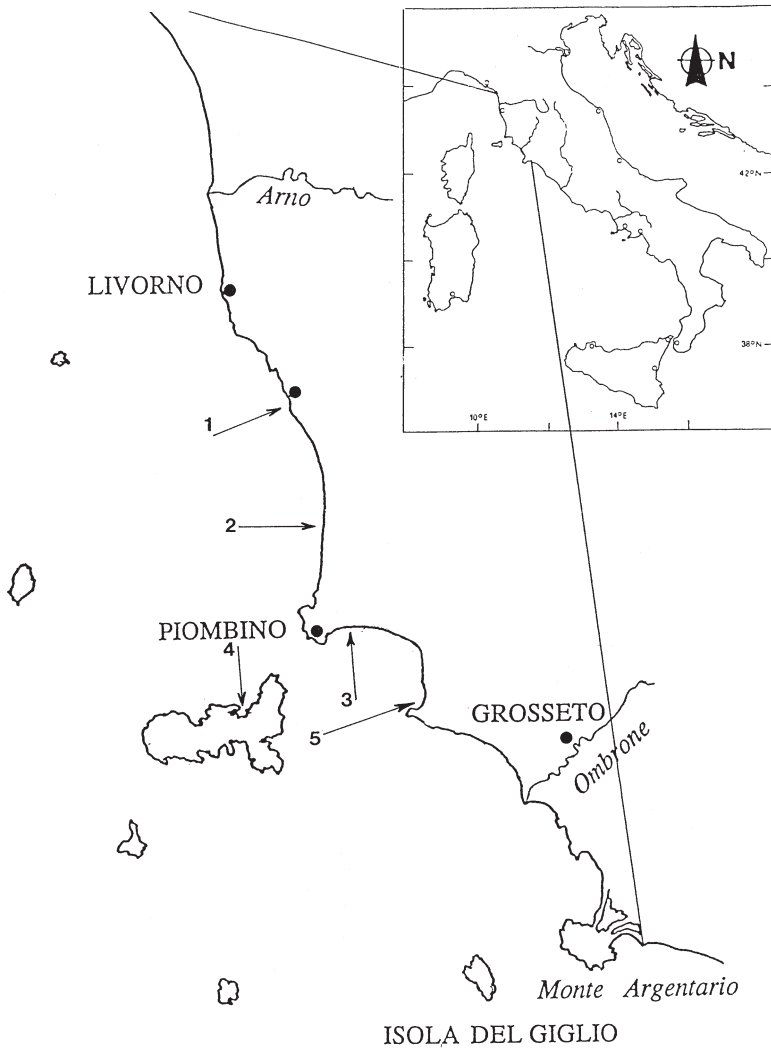 N
42°N
Arno
LIVORNO
38°N
10°E
14°E
1
2
PIOMBINO
4
3
GROSSETO
5
Ombrone
Monte Argentario
ISOLA DEL GIGLIO